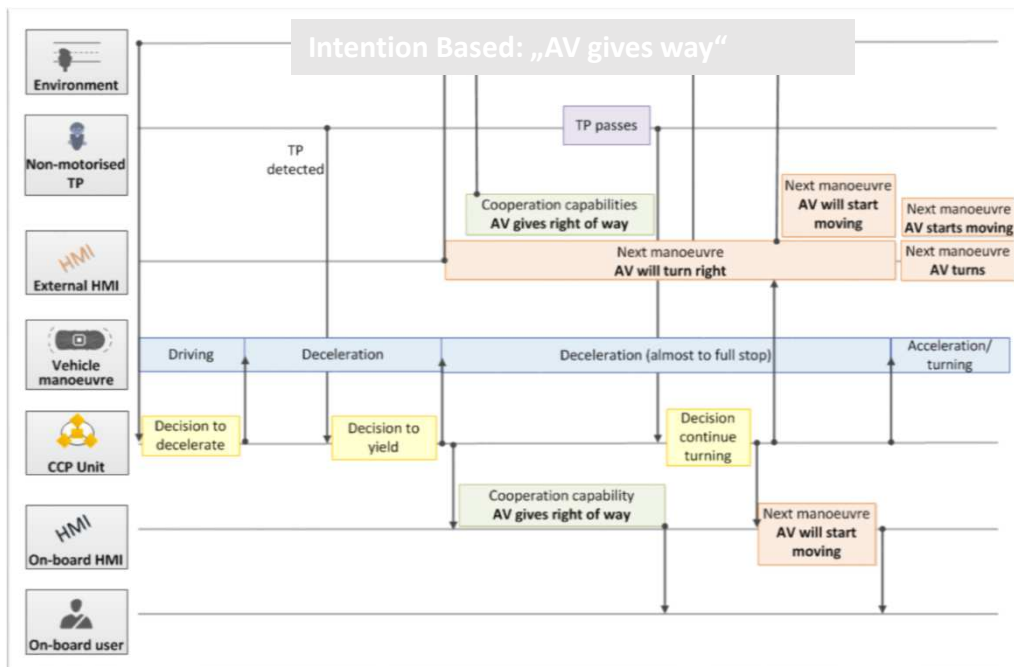 Intention Based: „AV gives way“
Environment
TP passes
TP
detected
Non-motorised
TP
Next manoeuvre
AV will start
moving
Cooperation capabilities
AV gives right of way
Next manoeuvre
AV starts moving
HMI
Next manoeuvre
AV will turn right
Next manoeuvre
AV turns
External HMI
Driving
Deceleration
Deceleration (almost to full stop)
Acceleration/
turning
Vehicle
manoeuvre
Decision to
decelerate
Decision to
yield
Decision
continue
turning
CCP Unit
Cooperation capability
AV gives right of way
Next manoeuvre
AV will start
moving
HMI
On-board HMI
On-board user